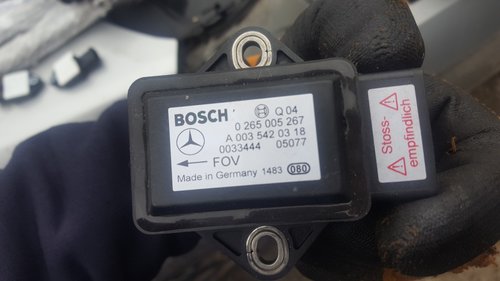 BOSCH Q 04
0 265 005 267
A 003 542 03 18
0033444 05077
← FOV
Made in Germany 1483 080
Stoss-
empfindlich